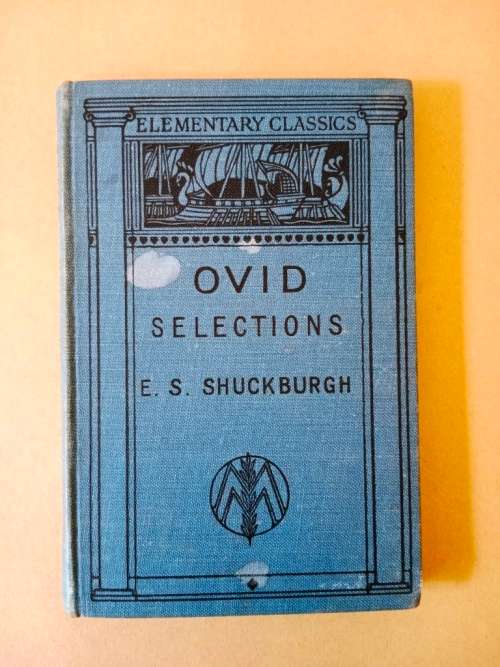 ELEMENTARY CLASSICS
OVID
SELECTIONS
E. S. SHUCKBURGH
M